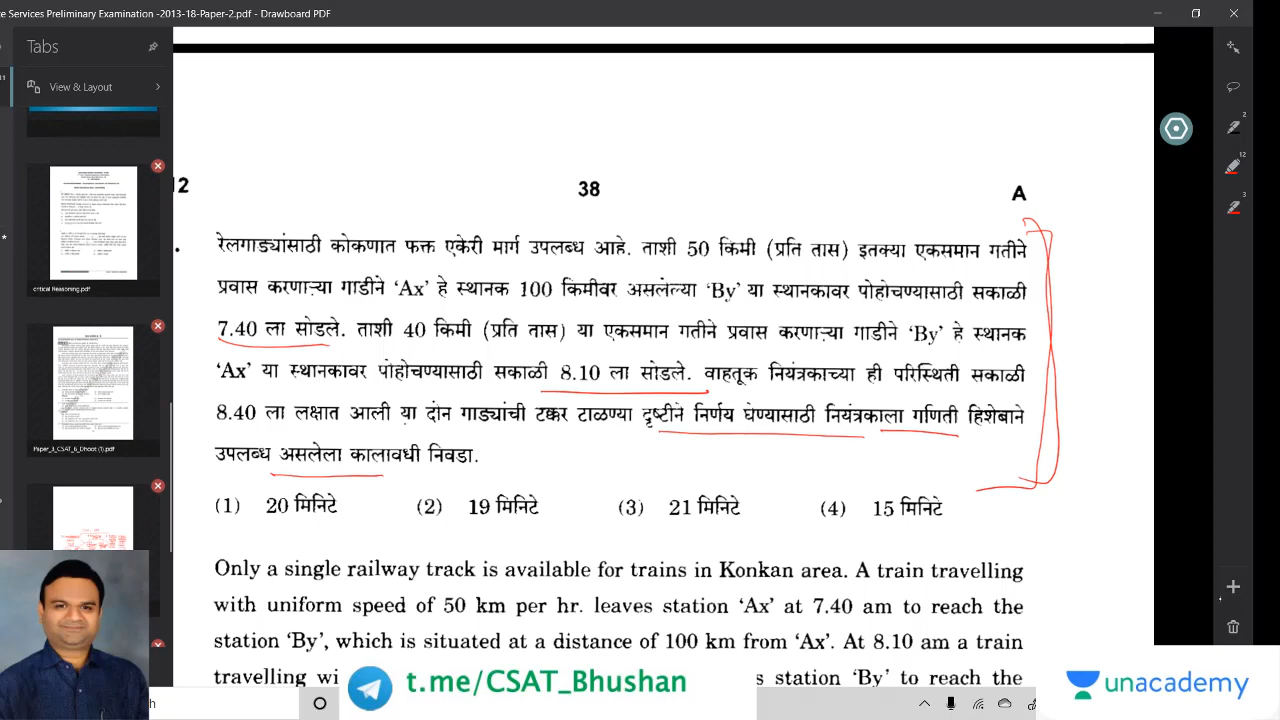 e Services Preliminary Examination -2013-18-Paper-2.pdf - Drawboard PDF
Tabs
View & Layout
critical Reasoning.pdf
Paper_3_CSAT_6_Dhoot (1).pdf
12
38
A
रेलगाड्यांसाठी कोकणात फक्त एकेरी मार्ग उपलब्ध आहे. ताशी 50 किमी (प्रति तास) इतक्या एकसमान गतीने
प्रवास करणाऱ्या गाडीने ‘Ax’ हे स्थानक 100 किमीवर असलेल्या ‘By’ या स्थानकावर पोहोचण्यासाठी सकाळी
7.40 ला सोडले. ताशी 40 किमी (प्रति तास) या एकसमान गतीने प्रवास करणाऱ्या गाडीने ‘By’ हे स्थानक
‘Ax’ या स्थानकावर पोहोचण्यासाठी सकाळी 8.10 ला सोडले. वाहतूक नियंत्रकाच्या ही परिस्थिती सकाळी
8.40 ला लक्षात आली या दोन गाड्यांची टक्कर टाळण्या दृष्टीने निर्णय घेण्यासाठी नियंत्रकाला गणिती हिशेबाने
उपलब्ध असलेला कालावधी निवडा.
(1) 20 मिनिटे (2) 19 मिनिटे (3) 21 मिनिटे (4) 15 मिनिटे
Only a single railway track is available for trains in Konkan area. A train travelling
with uniform speed of 50 km per hr. leaves station ‘Ax’ at 7.40 am to reach the
station ‘By’, which is situated at a distance of 100 km from ‘Ax’. At 8.10 am a train
travelling wi s station ‘By’ to reach the
t.me/CSAT_Bhushan
unacademy